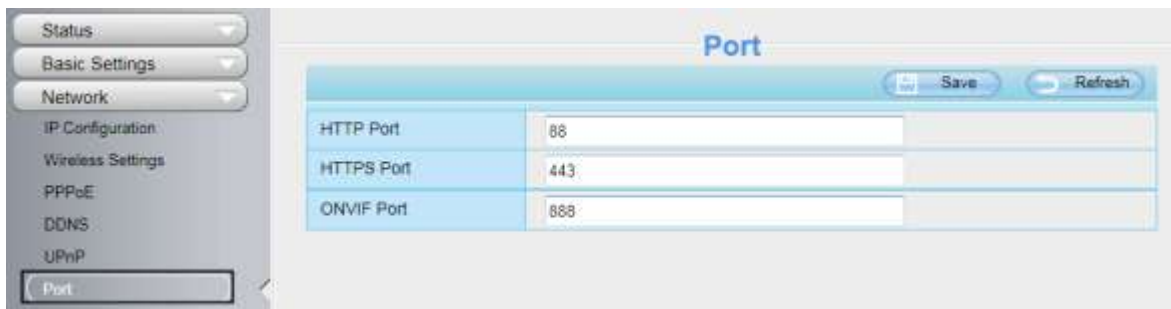 Status
Basic Settings
Network
IP Configuration
Wireless Settings
PPPoE
DDNS
UPnP
Port
Port
Save
Refresh
HTTP Port
88
HTTPS Port
443
ONVIF Port
888